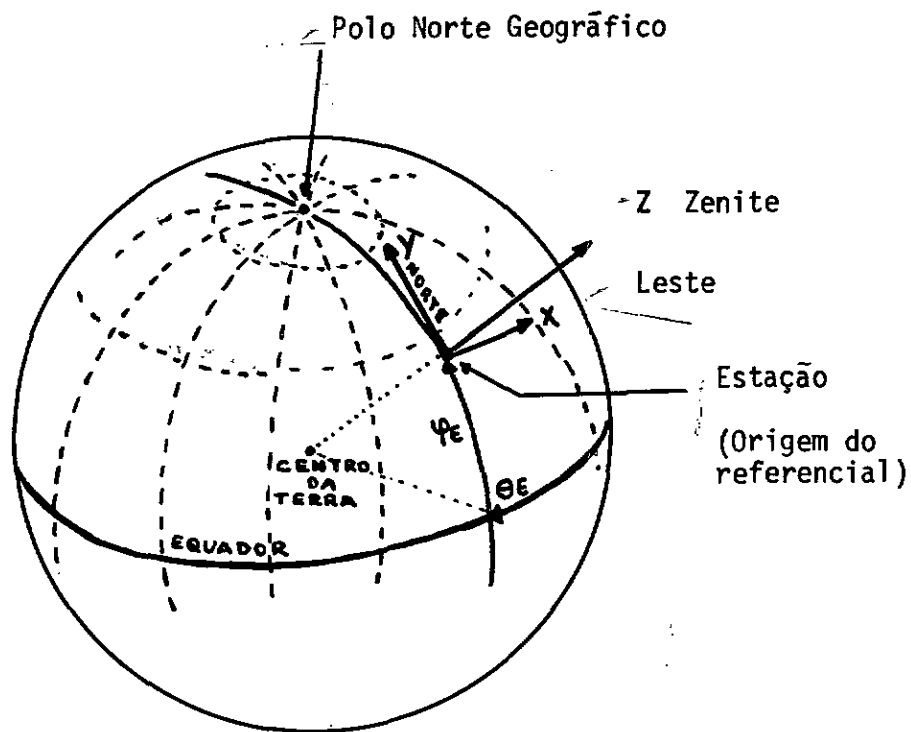 Polo Norte Geográfico
Z Zenite
Y
NORTE
Leste
X
Estação
(Origem do
referencial)
φE
CENTRO
DA
TERRA
θE
EQUADOR